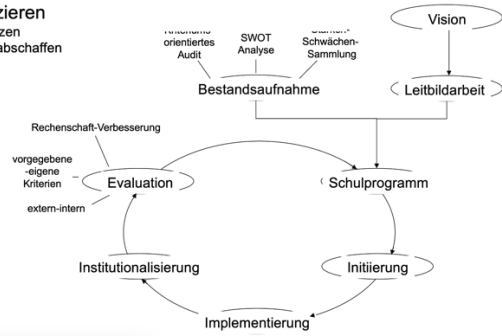 zieren
zen
abschaffen
Vision
orientiertes
Audit
SWOT
Analyse
Schwächen-
Sammlung
Bestandsaufnahme
Leitbildarbeit
Rechenschaft-Verbesserung
vorgegebene
-eigene
Kriterien
extern-intern
Evaluation
Schulprogramm
Institutionalisierung
Initiierung
Implementierung